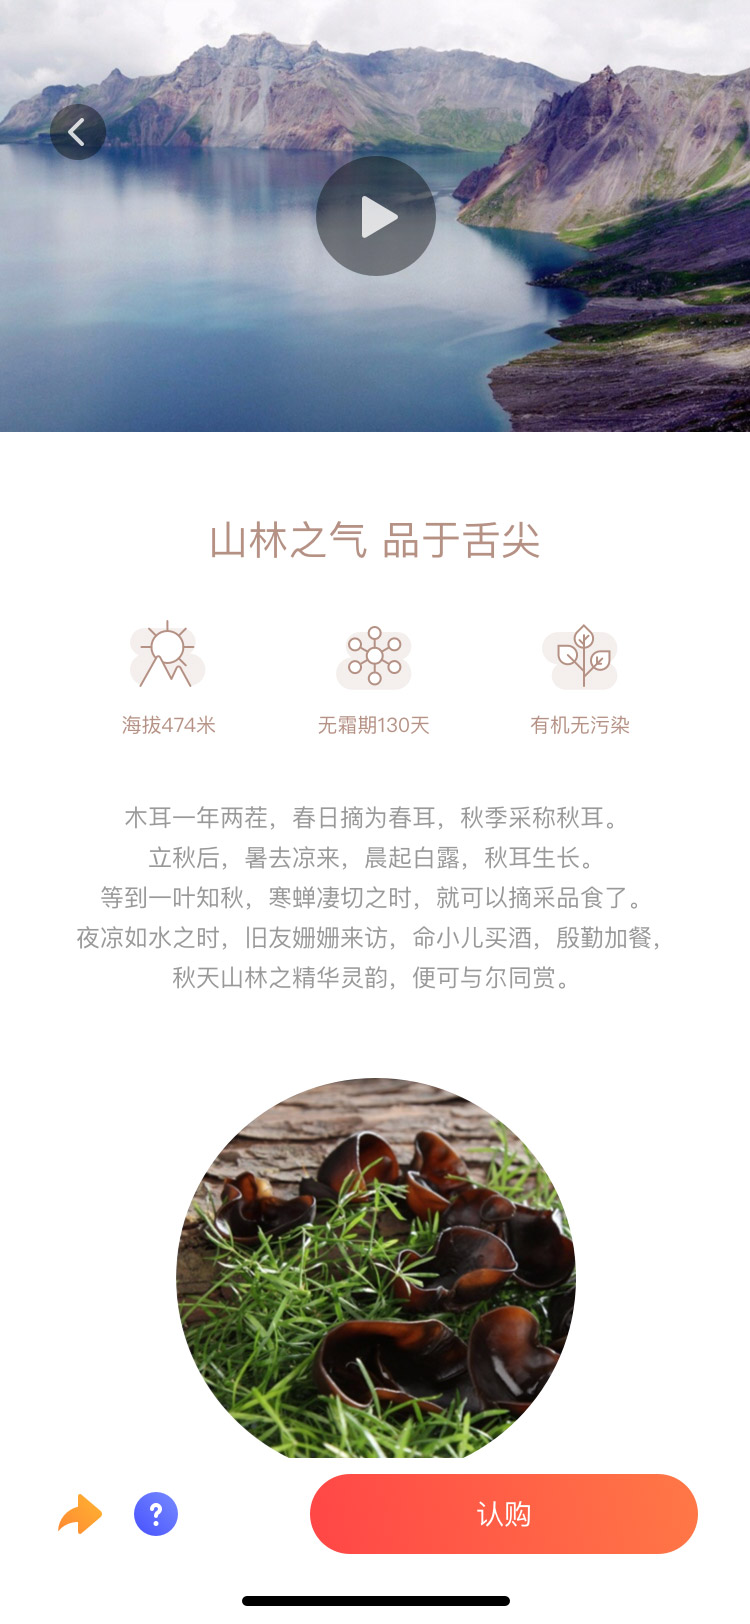 山林之气 品于舌尖
海拔474米 无霜期130天 有机无污染
木耳一年两茬，春日摘为春耳，秋季采称秋耳。
立秋后，暑去凉来，晨起白露，秋耳生长。
等到一叶知秋，寒蝉凄切之时，就可以摘采品食了。
夜凉如水之时，旧友姗姗来访，命小儿买酒，殷勤加餐，
秋天山林之精华灵韵，便可与尔同赏。
?
认购